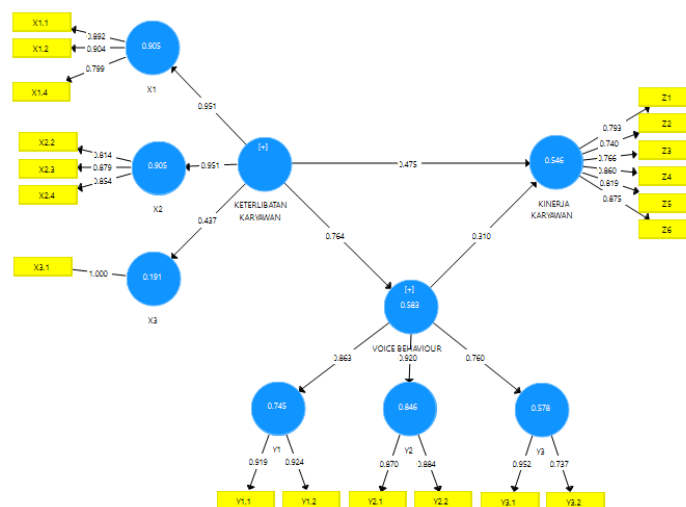 X1.1
0.892
0.905
X1.2
0.904
0.799
X1.4
X1
0.951
Z1
0.793
Z2
0.740
X2.2
0.814
[+]
Z3
0.766
0.546
X2.3
0.879
0.905
0.951
0.475
Z4
0.860
X2.4
0.854
0.819
Z5
X2
KETERLIBATAN
KARYAWAN
KINERJA
KARYAWAN
0.875
Z6
0.437
0.764
0.310
X3.1
1.000
0.191
[+]
0.583
X3
VOICE BEHAVIOUR
0.863
0.920
0.760
0.745
0.846
0.578
Y1
Y2
Y3
0.919
0.924
0.870
0.884
0.952
0.737
Y1.1
Y1.2
Y2.1
Y2.2
Y3.1
Y3.2